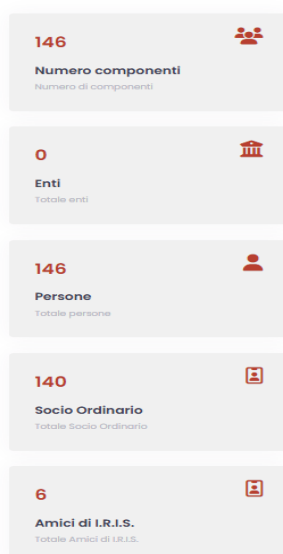 146
Numero componenti
Numero di componenti
0
Enti
Totale enti
146
Persone
Totale persone
140
Socio Ordinario
Totale Socio Ordinario
6
Amici di I.R.I.S.
Totale Amici di I.R.I.S.